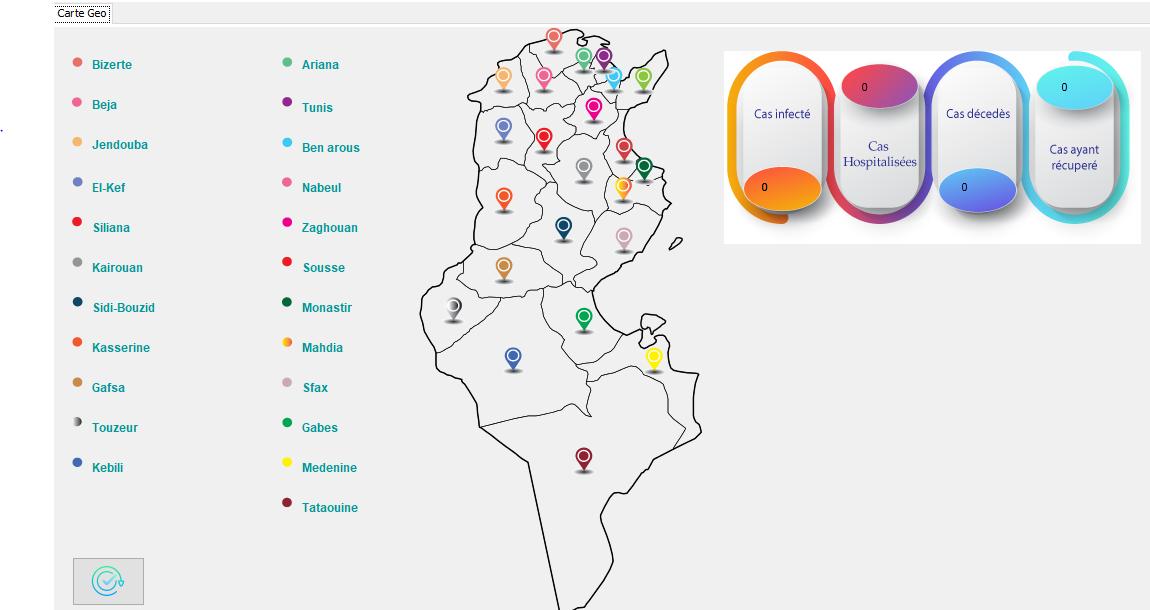 Carte Geo
Bizerte
Beja
Jendouba
El-Kef
Siliana
Kairouan
Sidi-Bouzid
Kasserine
Gafsa
Touzeur
Kebili
Ariana
Tunis
Ben arous
Nabeul
Zaghouan
Sousse
Monastir
Mahdia
Sfax
Gabes
Medenine
Tataouine
Cas infecté
0
0
Cas
Hospitalisées
Cas décedès
0
0
Cas ayant
récuperé